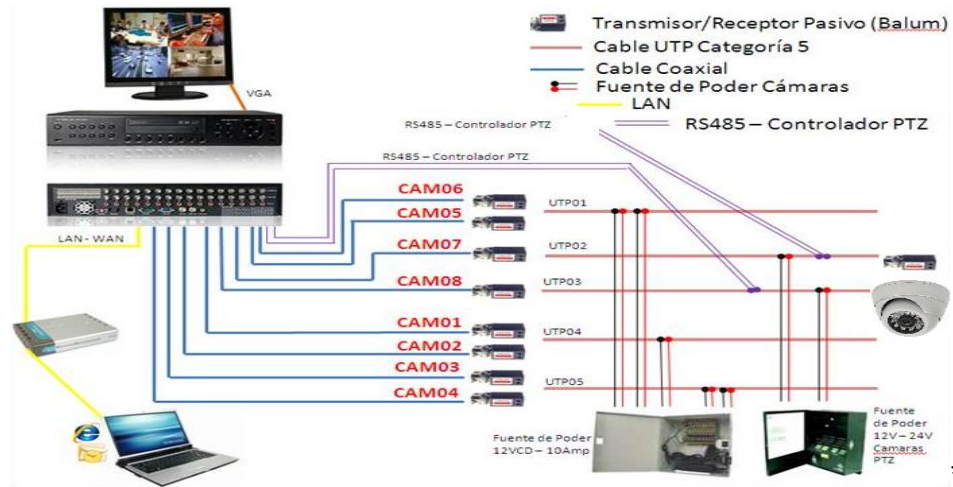 Transmisor/Receptor Pasivo (Balum)
Cable UTP Categoría 5
Cable Coaxial
Fuente de Poder Cámaras
LAN
RS485 – Controlador PTZ
VGA
RS485 – Controlador PTZ
RS485 – Controlador PTZ
CAM06
UTP01
CAM05
LAN - WAN
CAM07
UTP02
CAM08
UTP03
CAM01
UTP04
CAM02
CAM03
UTP05
CAM04
Fuente de Poder
12VCD – 10Amp
Fuente
de Poder
12V – 24V
Camaras
PTZ